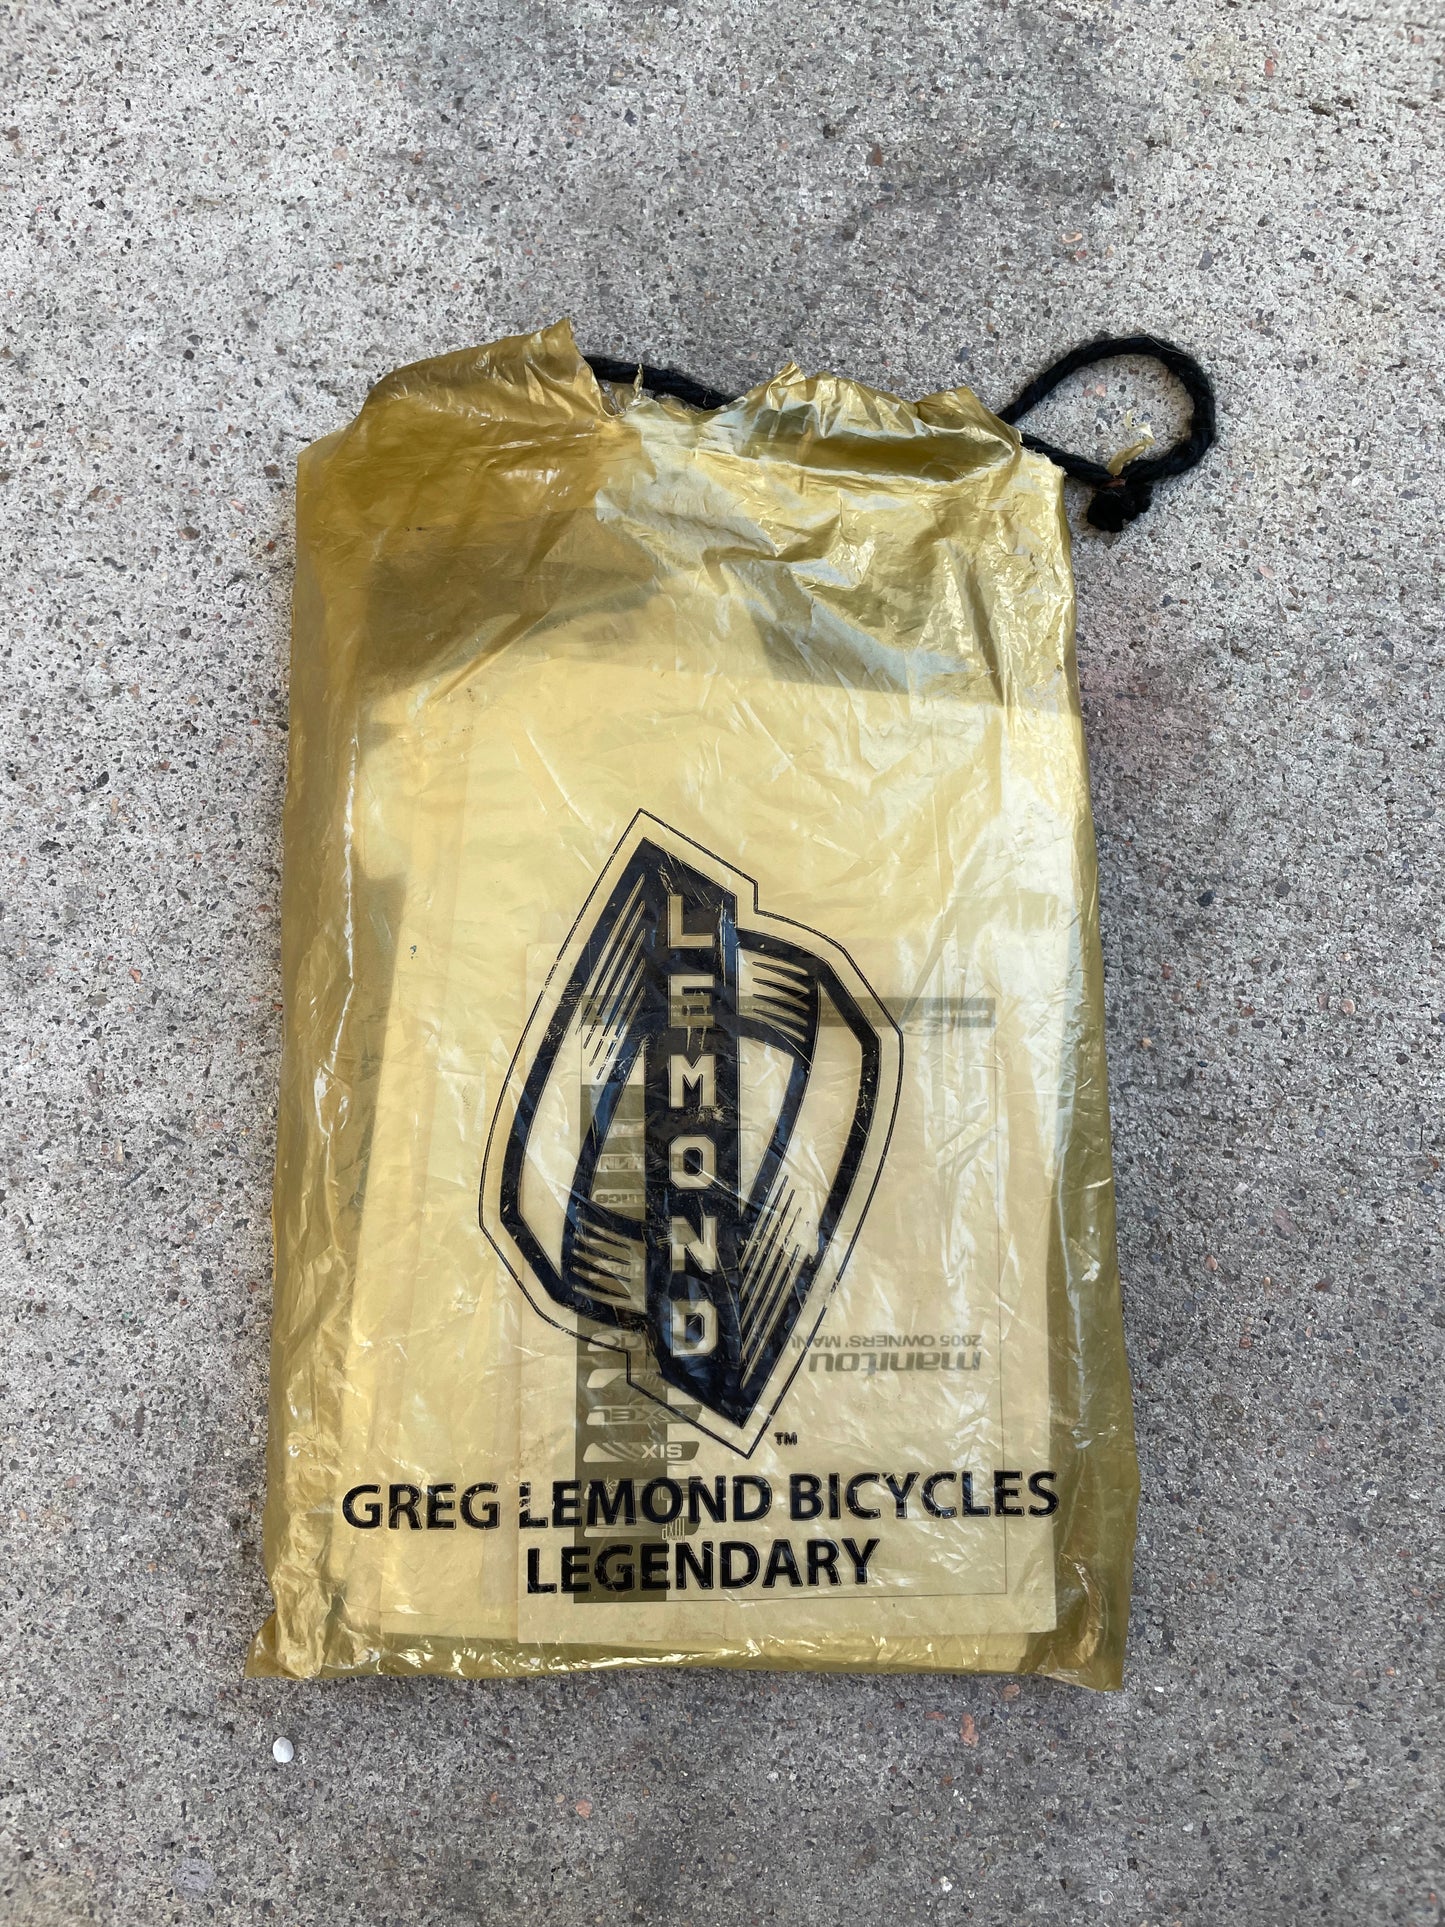 LEMOND
manitou
2005 OWNERS' MANU
SIX
TM
GREG LEMOND BICYCLES
LEGENDARY